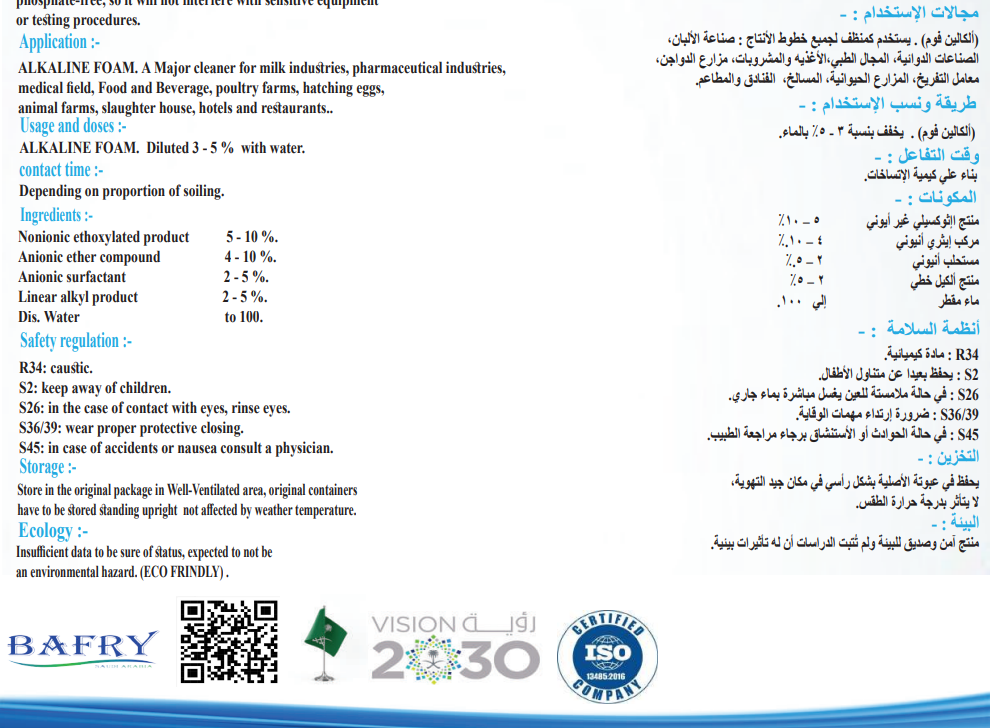 phosphate-free, so it will not interfere with sensitive equipment
or testing procedures.
Application :-
ALKALINE FOAM. A Major cleaner for milk industries, pharmaceutical industries,
medical field, Food and Beverage, poultry farms, hatching eggs,
animal farms, slaughter house, hotels and restaurants..
Usage and doses :-
ALKALINE FOAM. Diluted 3 - 5 % with water.
contact time :-
Depending on proportion of soiling.
Ingredients :-
Nonionic ethoxylated product 5 - 10 %.
Anionic ether compound 4 - 10 %.
Anionic surfactant 2 - 5 %.
Linear alkyl product 2 - 5 %.
Dis. Water to 100.
Safety regulation :-
R34: caustic.
S2: keep away of children.
S26: in the case of contact with eyes, rinse eyes.
S36/39: wear proper protective closing.
S45: in case of accidents or nausea consult a physician.
Storage :-
Store in the original package in Well-Ventilated area, original containers
have to be stored standing upright not affected by weather temperature.
Ecology :-
Insufficient data to be sure of status, expected to not be
an environmental hazard. (ECO FRINDLY) .
مجالات الإستخدام : -
(ألكالين فوم) . يستخدم كمنظف لجميع خطوط الأنتاج : صناعة الألبان،
الصناعات الدوائية، المجال الطبي،الأغذيه والمشروبات، مزارع الدواجن،
معامل التفريخ، المزارع الحيوانية، المسالخ، الفنادق والمطاعم.
طريقة ونسب الإستخدام : -
(ألكالين فوم) . يخفف بنسبة ٣ - ٥٪ بالماء.
وقت التفاعل : -
بناء علي كيمية الإتساخات.
المكونات : -
منتج إثوكسيلي غير أيوني ٥ – ١٠٪
مركب إيثري أنيوني ٤ – ١٠٪.
مستحلب أنيوني ٢ – ٥٪.
منتج ألكيل خطي ٢ – ٥٪
ماء مقطر إلي ١٠٠.
أنظمة السلامة : -
R34 : مادة كيميائية.
S2 : يحفظ بعيدا عن متناول الأطفال.
S26 : في حالة ملامستة للعين يغسل مباشرة بماء جاري.
S36/39 : ضرورة إرتداء مهمات الوقاية.
S45 : في حالة الحوادث أو الأستنشاق برجاء مراجعة الطبيب.
التخزين : -
يحفظ في عبوتة الأصلية بشكل رأسي في مكان جيد التهوية،
لا يتأثر بدرجة حرارة الطقس.
البيئة : -
منتج آمن وصديق للبيئة ولم تُثبت الدراسات أن له تأثيرات بيئية.
BAFRY
SAUDI ARABIA
VISION رؤيـة
2030
CERTIFIED
ISO
13485:2016
COMPANY